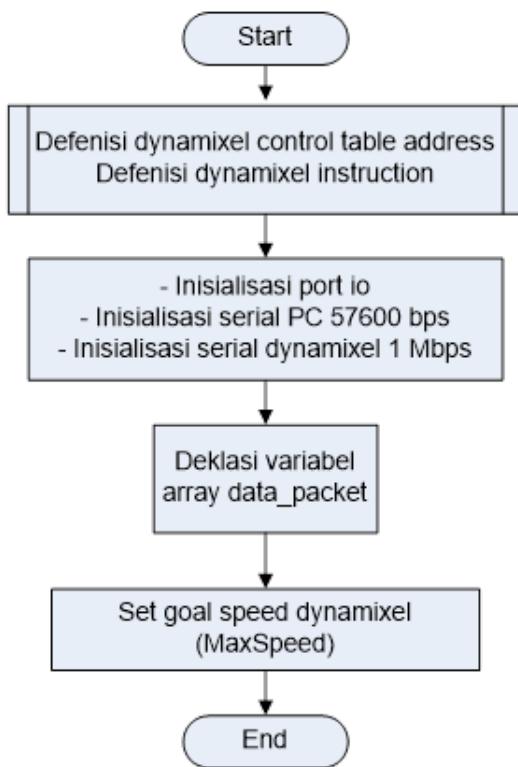 Start
Defenisi dynamixel control table address
Defenisi dynamixel instruction
- Inisialisasi port io
- Inisialisasi serial PC 57600 bps
- Inisialisasi serial dynamixel 1 Mbps
Deklasi variabel
array data_packet
Set goal speed dynamixel
(MaxSpeed)
End